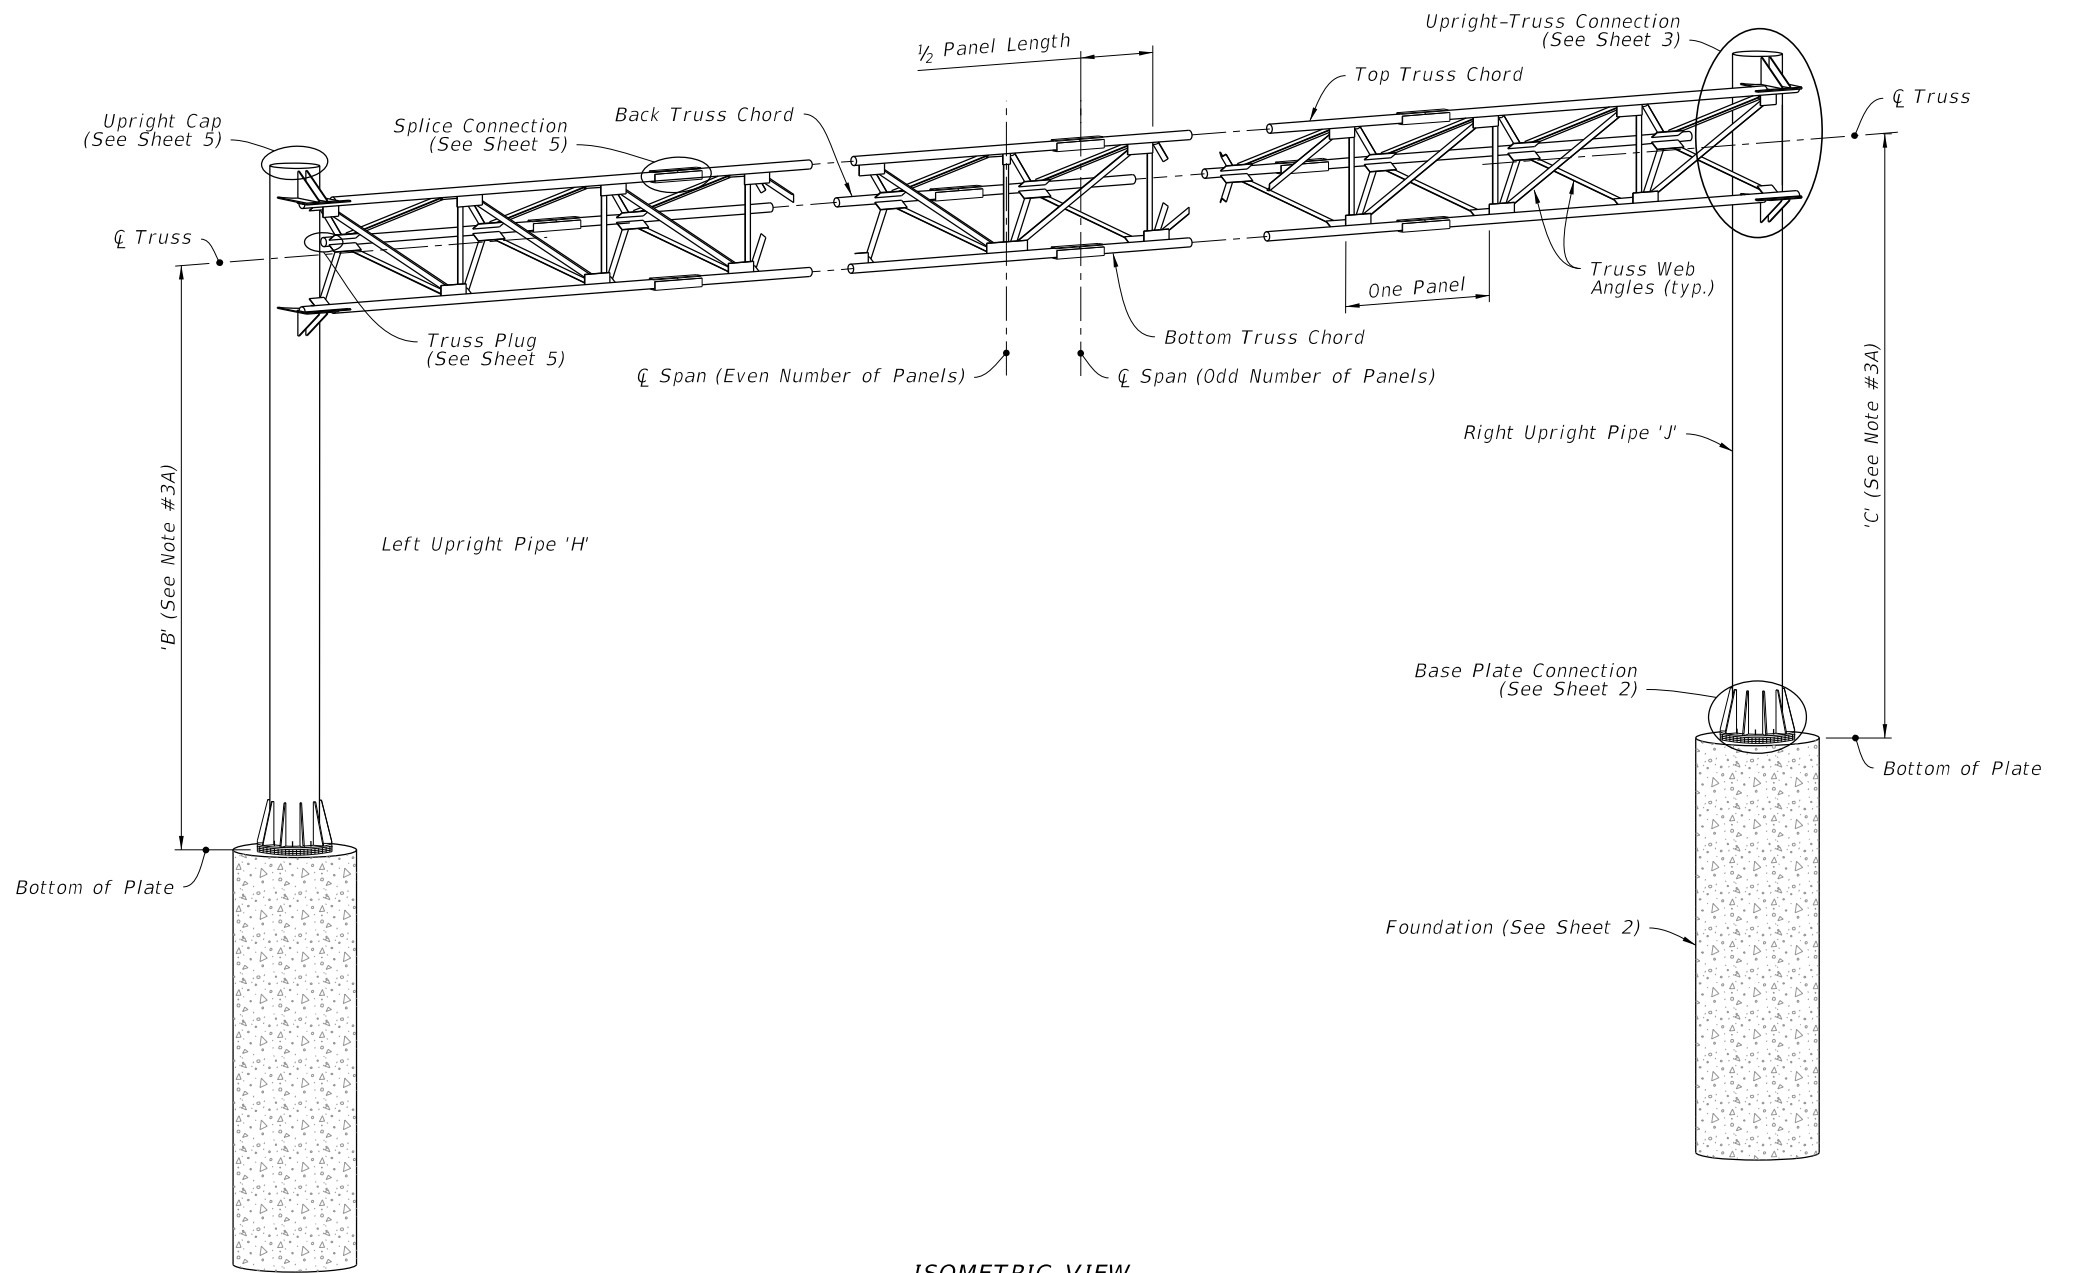 Upright-Truss Connection
(See Sheet 3)
½ Panel Length
Top Truss Chord
℄ Truss
Back Truss Chord
Upright Cap
(See Sheet 5)
Splice Connection
(See Sheet 5)
℄ Truss
Truss Web
Angles (typ.)
One Panel
Truss Plug
(See Sheet 5)
Bottom Truss Chord
℄ Span (Even Number of Panels)
℄ Span (Odd Number of Panels)
Right Upright Pipe 'J'
'C' (See Note #3A)
'B' (See Note #3A)
Left Upright Pipe 'H'
Base Plate Connection
(See Sheet 2)
Bottom of Plate
Bottom of Plate
Foundation (See Sheet 2)
ISOMETRIC VIEW